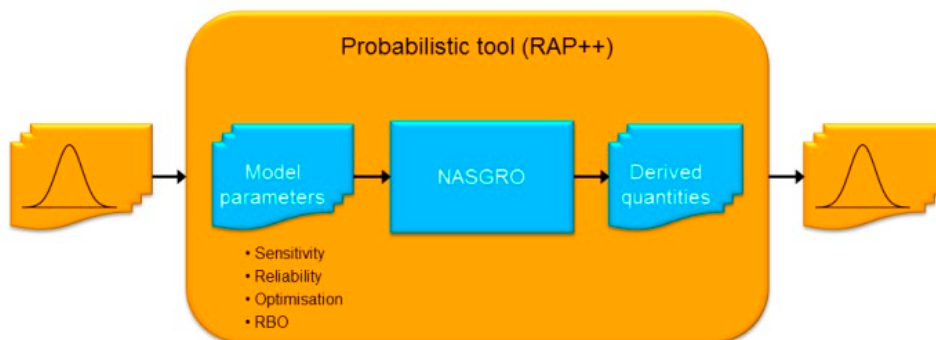 Probabilistic tool (RAP++)
Model
parameters
NASGRO
Derived
quantities
• Sensitivity
• Reliability
• Optimisation
• RBO